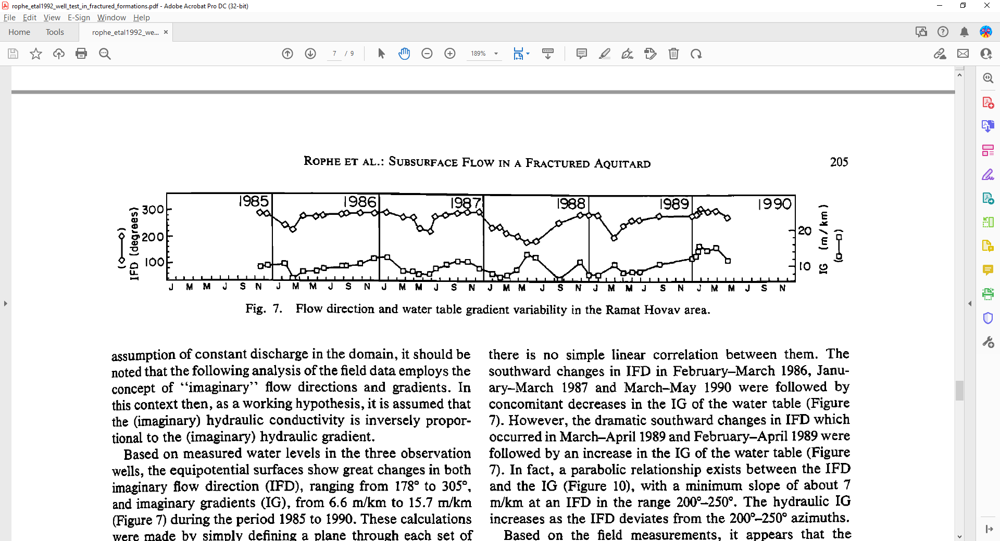 rophe_etal1992_well_test_in_fractured_formations.pdf - Adobe Acrobat Pro DC (32-bit)
File Edit View E-Sign Window Help
Home Tools rophe_etal1992_we... ×
7 / 9 189%
ROPHE ET AL.: SUBSURFACE FLOW IN A FRACTURED AQUITARD 205
1985 1986 1987 1988 1989 1990
300
200
100
IFD (degrees)
20
10
IG (m/km)
J M M J S N J M M J S N J M M J S N J M M J S N J M M J S N J M M J S N
Fig. 7. Flow direction and water table gradient variability in the Ramat Hovav area.
assumption of constant discharge in the domain, it should be
noted that the following analysis of the field data employs the
concept of “imaginary” flow directions and gradients. In
this context then, as a working hypothesis, it is assumed that
the (imaginary) hydraulic conductivity is inversely propor-
tional to the (imaginary) hydraulic gradient.
Based on measured water levels in the three observation
wells, the equipotential surfaces show great changes in both
imaginary flow direction (IFD), ranging from 178° to 305°,
and imaginary gradients (IG), from 6.6 m/km to 15.7 m/km
(Figure 7) during the period 1985 to 1990. These calculations
were made by simply defining a plane through each set of
there is no simple linear correlation between them. The
southward changes in IFD in February–March 1986, Janu-
ary–March 1987 and March–May 1990 were followed by
concomitant decreases in the IG of the water table (Figure
7). However, the dramatic southward changes in IFD which
occurred in March–April 1989 and February–April 1989 were
followed by an increase in the IG of the water table (Figure
7). In fact, a parabolic relationship exists between the IFD
and the IG (Figure 10), with a minimum slope of about 7
m/km at an IFD in the range 200°–250°. The hydraulic IG
increases as the IFD deviates from the 200°–250° azimuths.
Based on the field measurements, it appears that the